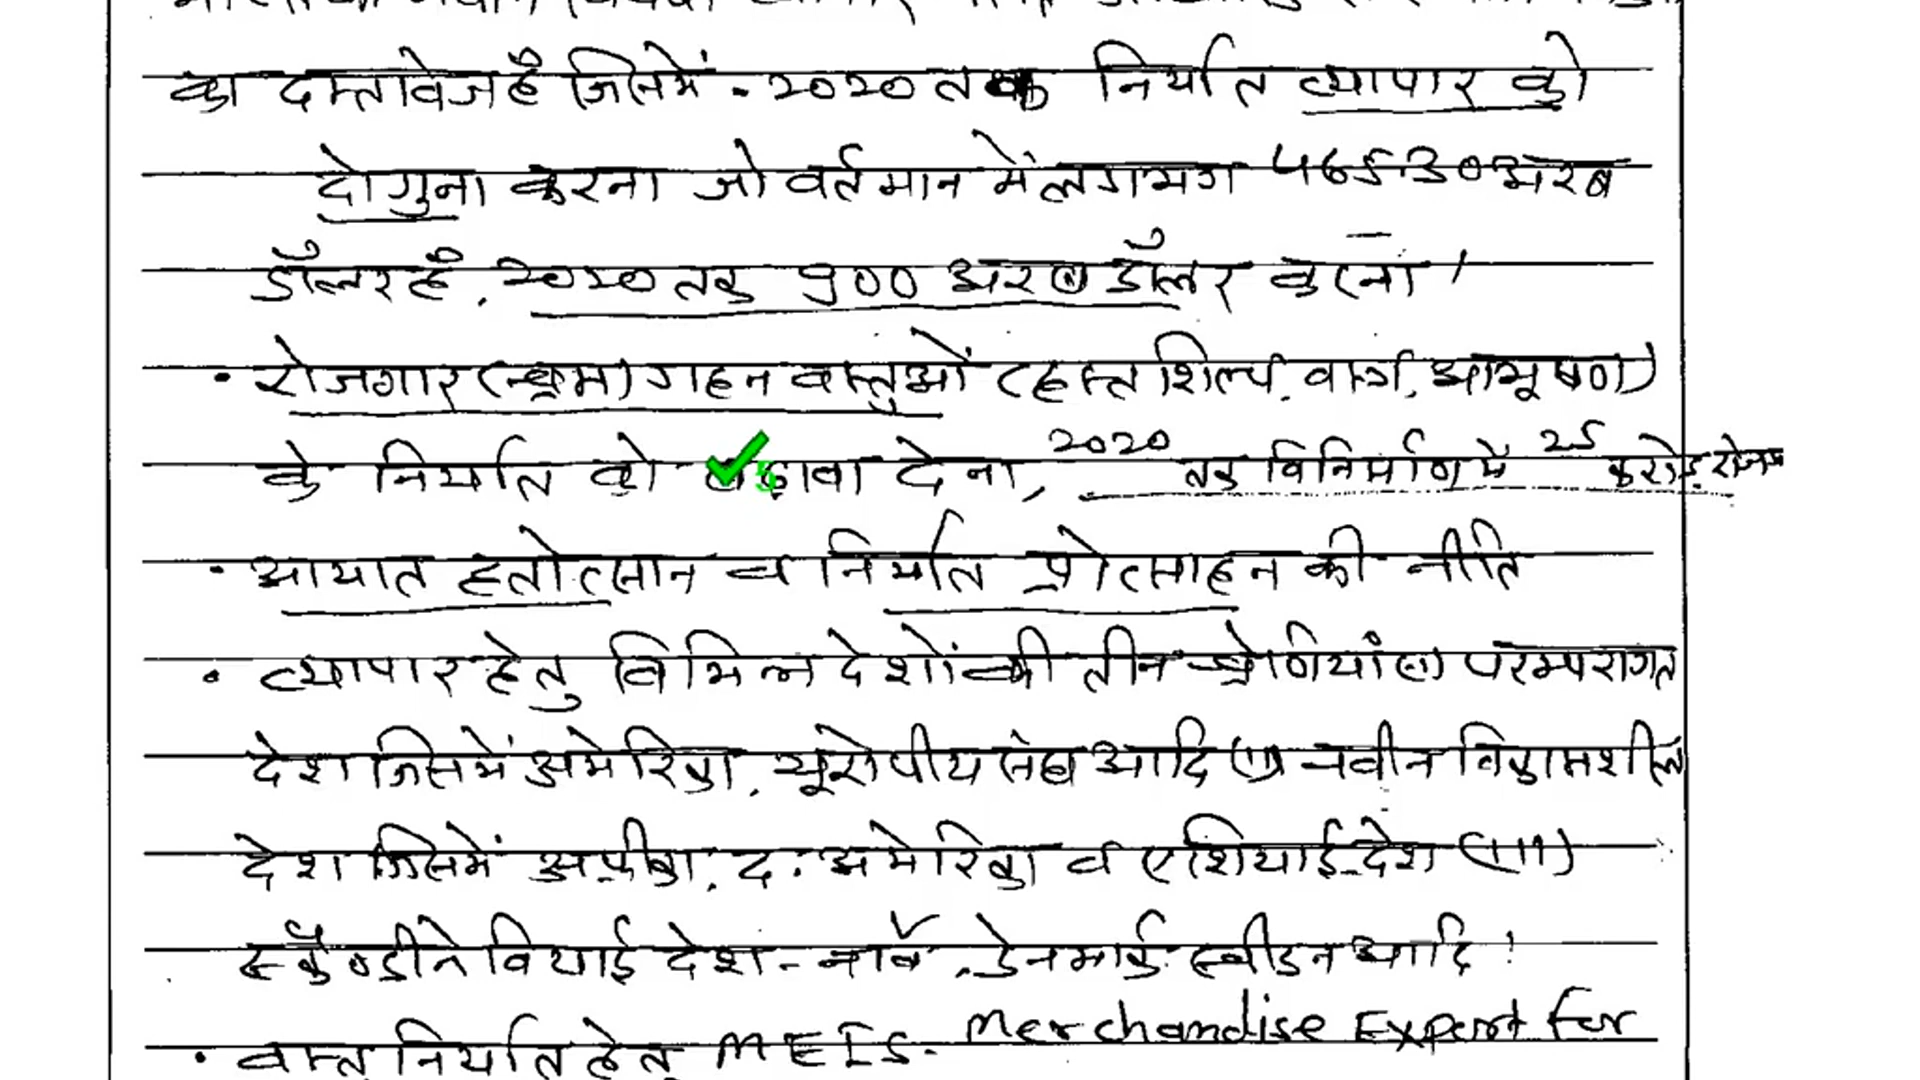 का दस्तावेज है जिसमें - 2020 तक निर्यात व्यापार को
दोगुना करना जो वर्तमान में लगभग 465.30 अरब
डॉलर है, 2020 तक 900 अरब डॉलर करना।
• रोजगार (श्रम) गहन वस्तुओं (हस्तशिल्प, वस्त्र, आभूषण)
के निर्यात को बढ़ावा देना, 2020 तक विनिर्माण में 25 करोड़ रोजगार
• आयात हतोत्साहन व निर्यात प्रोत्साहन की नीति
• व्यापार हेतु विभिन्न देशों की तीन श्रेणियां (i) परम्परागत
देश जिसमें अमेरिका, यूरोपीय संघ आदि (ii) नवीन विकासशील
देश जिसमें अफ्रीका, द. अमेरिका व एशियाई देश (iii)
स्कैण्डीनेवियाई देश - नार्वे, डेनमार्क, स्वीडन आदि।
• वस्तु निर्यात हेतु MEIS - Merchandise Export for